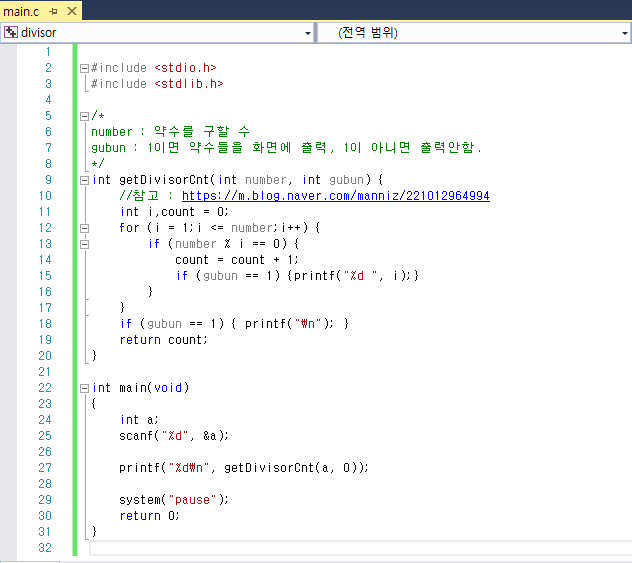 main.c
divisor
(전역 범위)
1
2 #include <stdio.h>
3 #include <stdlib.h>
4
5 /*
6 number : 약수를 구할 수
7 gubun : 1이면 약수들을 화면에 출력, 1이 아니면 출력안함.
8 */
9 int getDivisorCnt(int number, int gubun) {
10 //참고 : https://m.blog.naver.com/manniz/221012964994
11 int i,count = 0;
12 for (i = 1;i <= number;i++) {
13 if (number % i == 0) {
14 count = count + 1;
15 if (gubun == 1) {printf("%d ", i);}
16 }
17 }
18 if (gubun == 1) { printf("₩n"); }
19 return count;
20 }
21
22 int main(void)
23 {
24 int a;
25 scanf("%d", &a);
26
27 printf("%d₩n", getDivisorCnt(a, 0));
28
29 system("pause");
30 return 0;
31 }
32